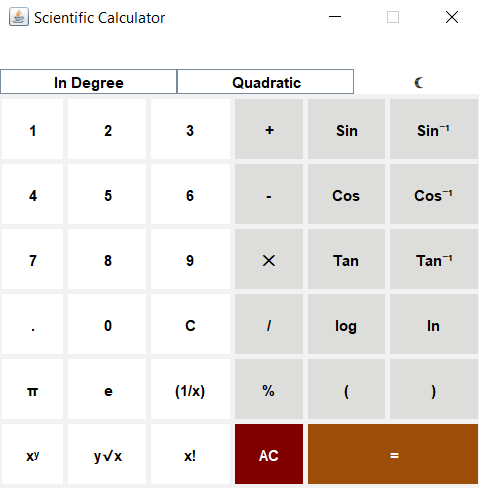 Scientific Calculator
In Degree Quadratic
1 2 3 + Sin Sin⁻¹
4 5 6 - Cos Cos⁻¹
7 8 9 × Tan Tan⁻¹
. 0 C / log ln
π e (1/x) % ( )
xʸ y√x x! AC =